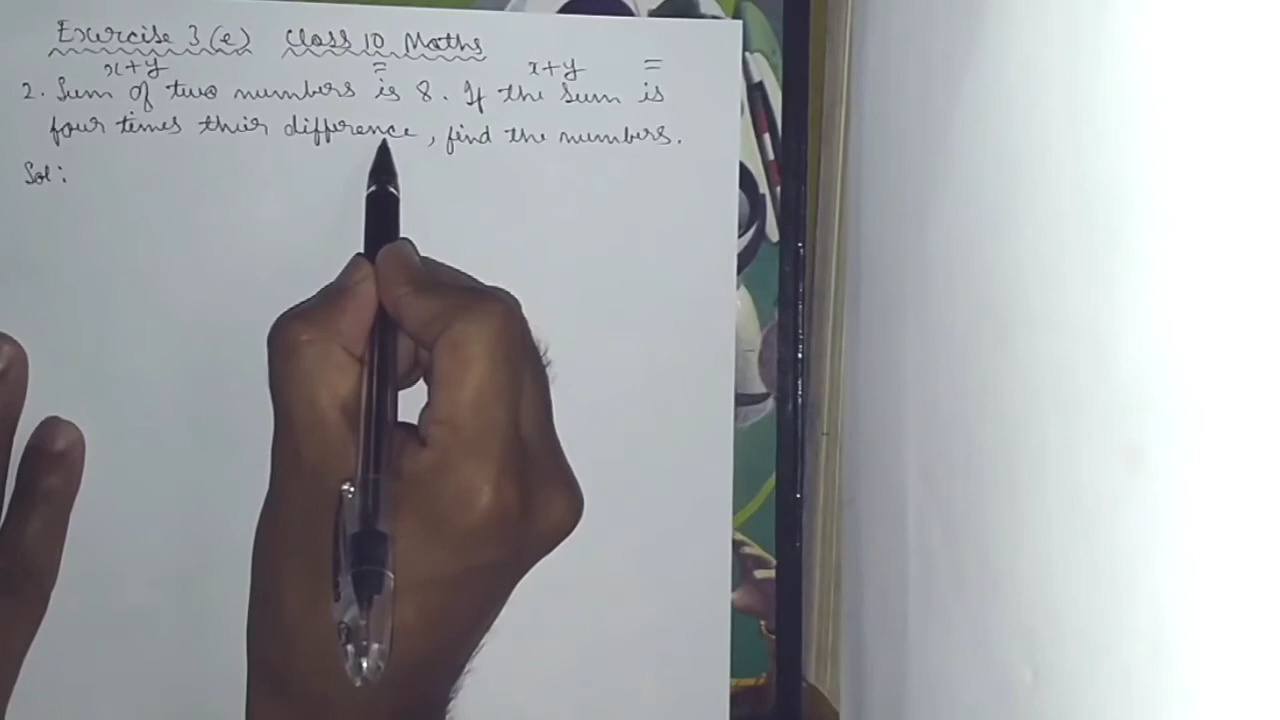 Exercise 3(e) Class 10 Maths
x+y = x+y =
2. Sum of two numbers is 8. If the sum is
four times their difference, find the numbers.
Sol: